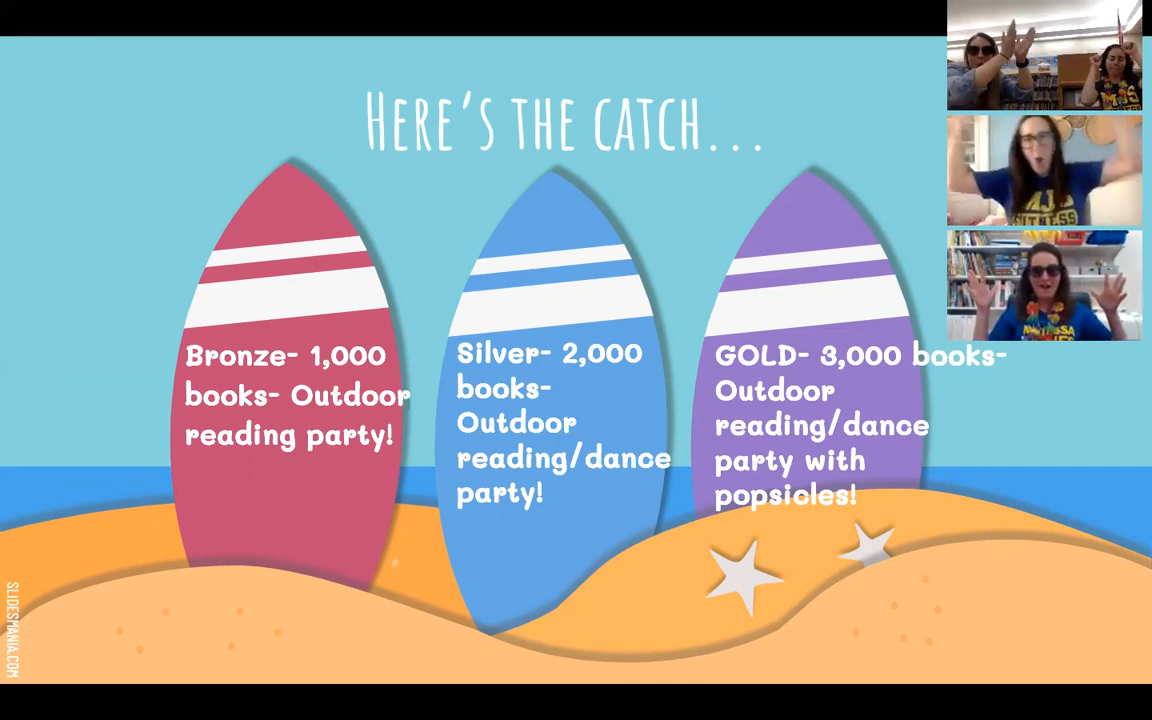 HERE'S THE CATCH...
Bronze- 1,000
books- Outdoor
reading party!
Silver- 2,000
books-
Outdoor
reading/dance
party!
GOLD- 3,000 books-
Outdoor
reading/dance
party with
popsicles!
SLIDESMANIA.COM
FITNESS